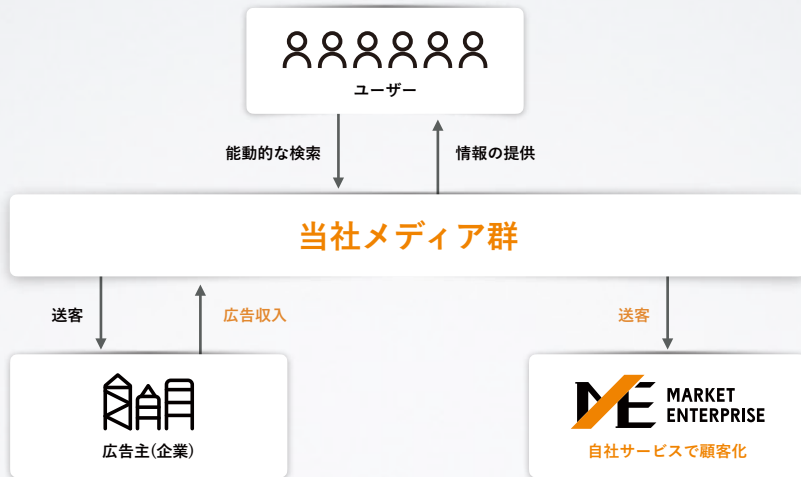 ユーザー
能動的な検索
情報の提供
当社メディア群
送客
広告収入
送客
広告主(企業)
ME MARKET
ENTERPRISE
自社サービスで顧客化